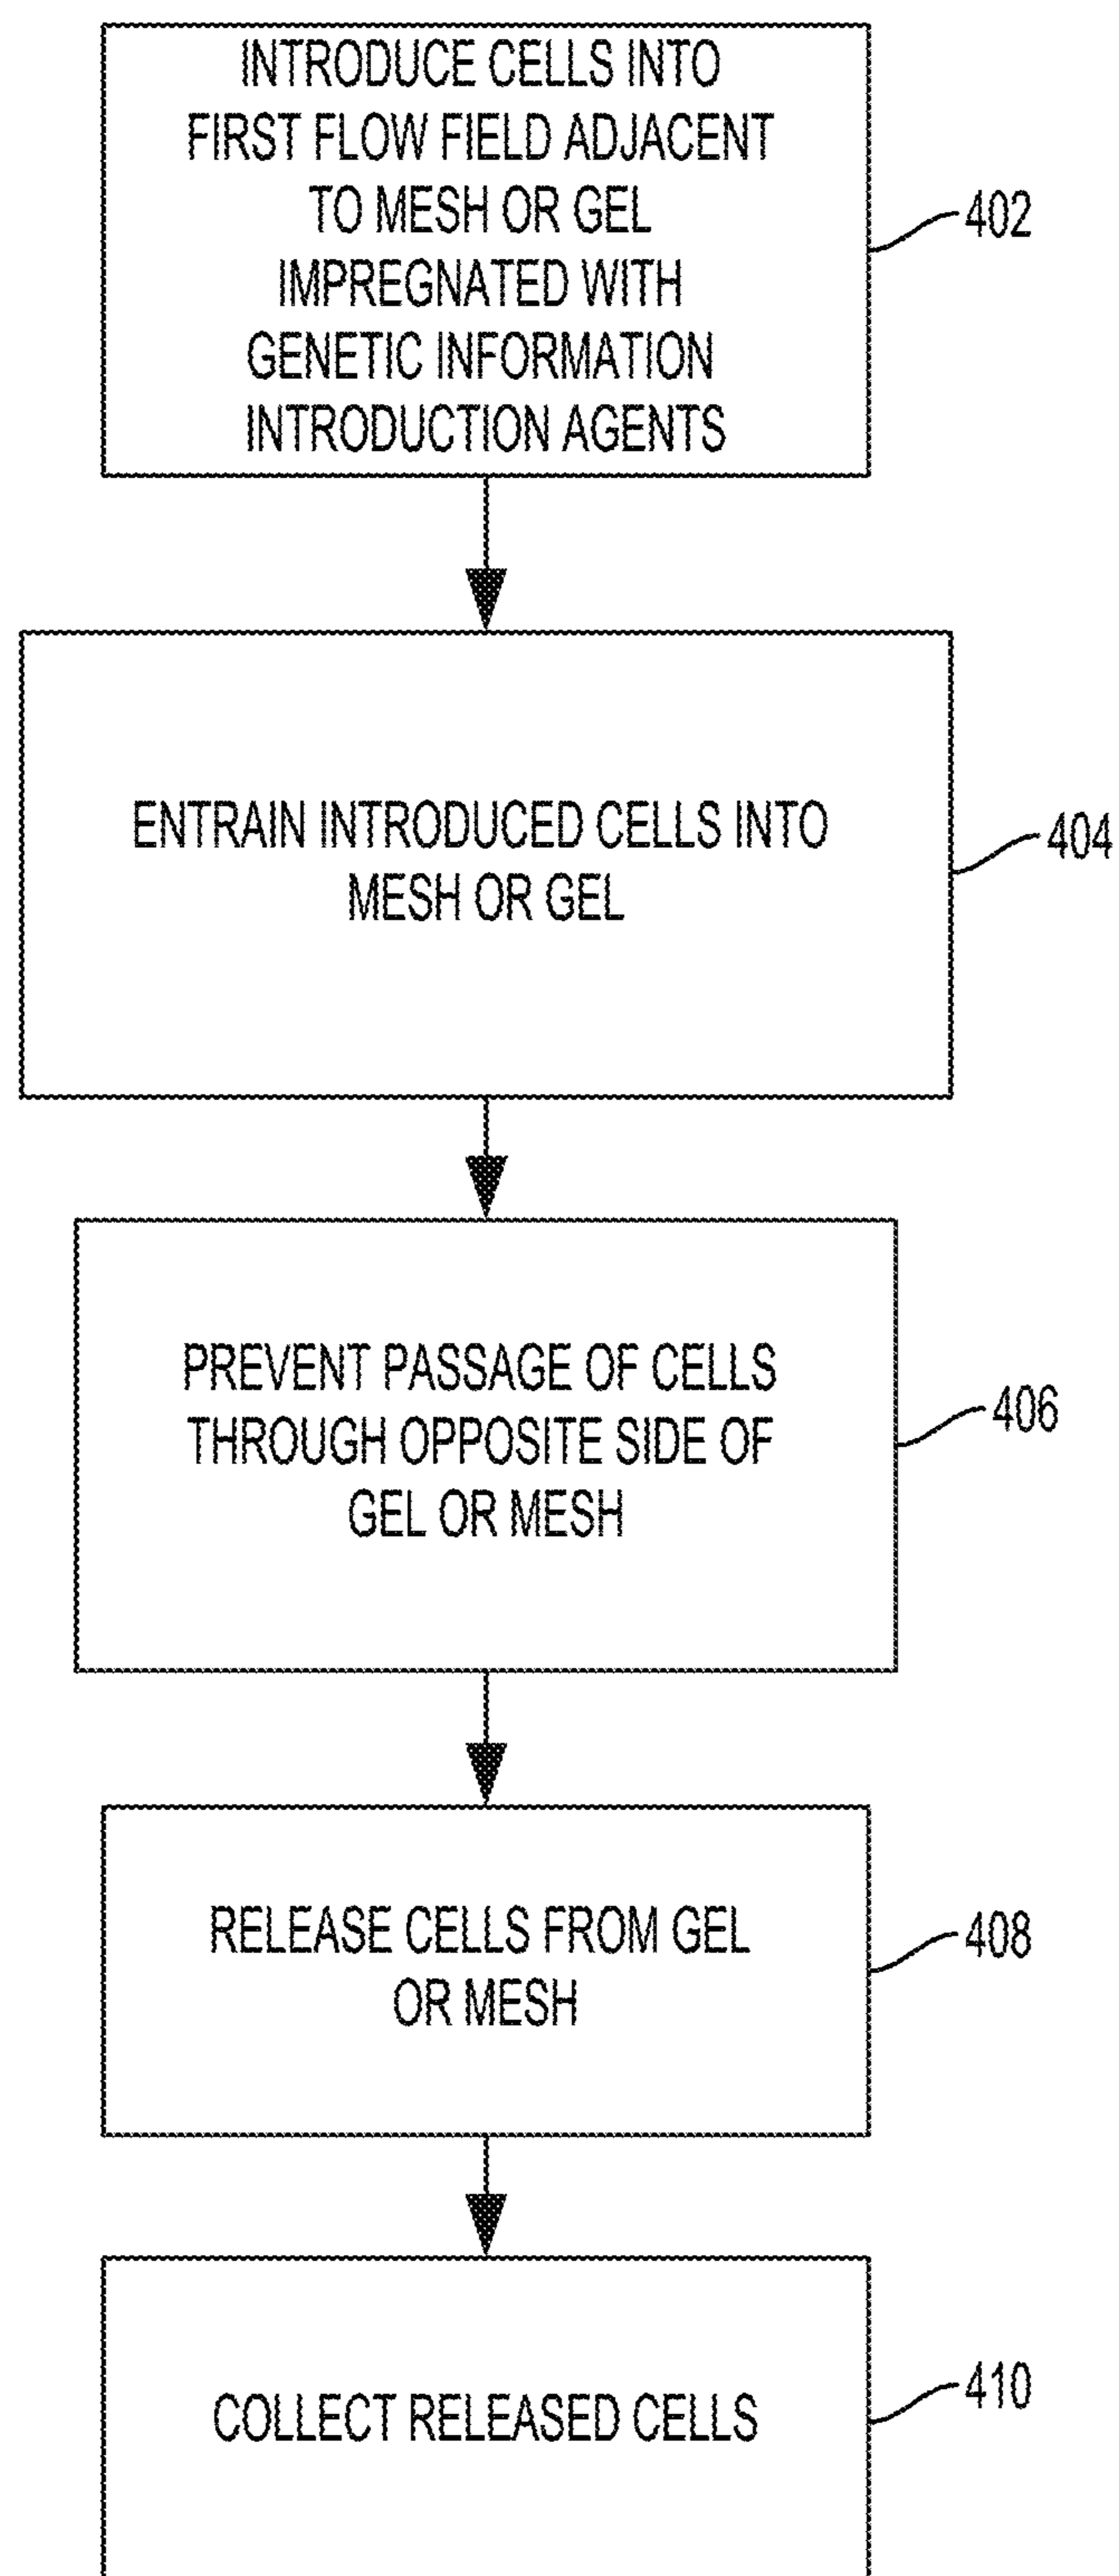 INTRODUCE CELLS INTO
FIRST FLOW FIELD ADJACENT
TO MESH OR GEL
IMPREGNATED WITH
GENETIC INFORMATION
INTRODUCTION AGENTS
402
ENTRAIN INTRODUCED CELLS INTO
MESH OR GEL
404
PREVENT PASSAGE OF CELLS
THROUGH OPPOSITE SIDE OF
GEL OR MESH
406
RELEASE CELLS FROM GEL
OR MESH
408
COLLECT RELEASED CELLS
410